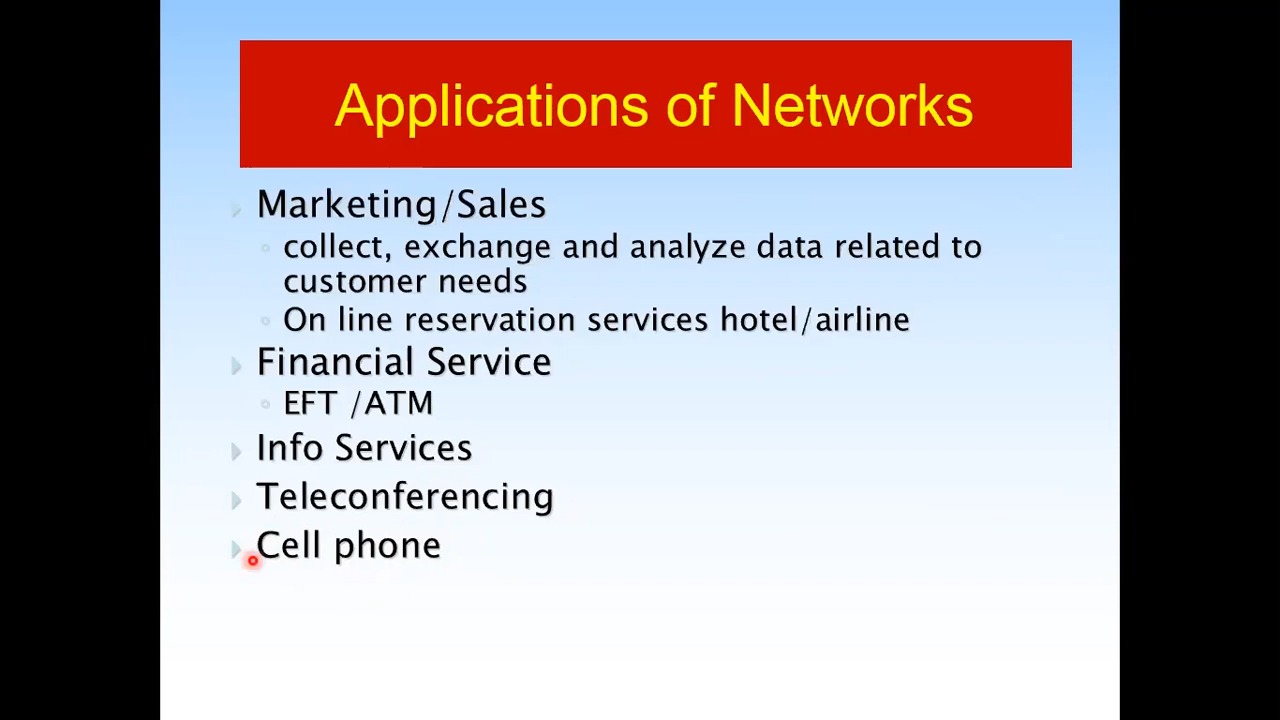 Applications of Networks
Marketing/Sales
collect, exchange and analyze data related to
customer needs
On line reservation services hotel/airline
Financial Service
EFT /ATM
Info Services
Teleconferencing
Cell phone